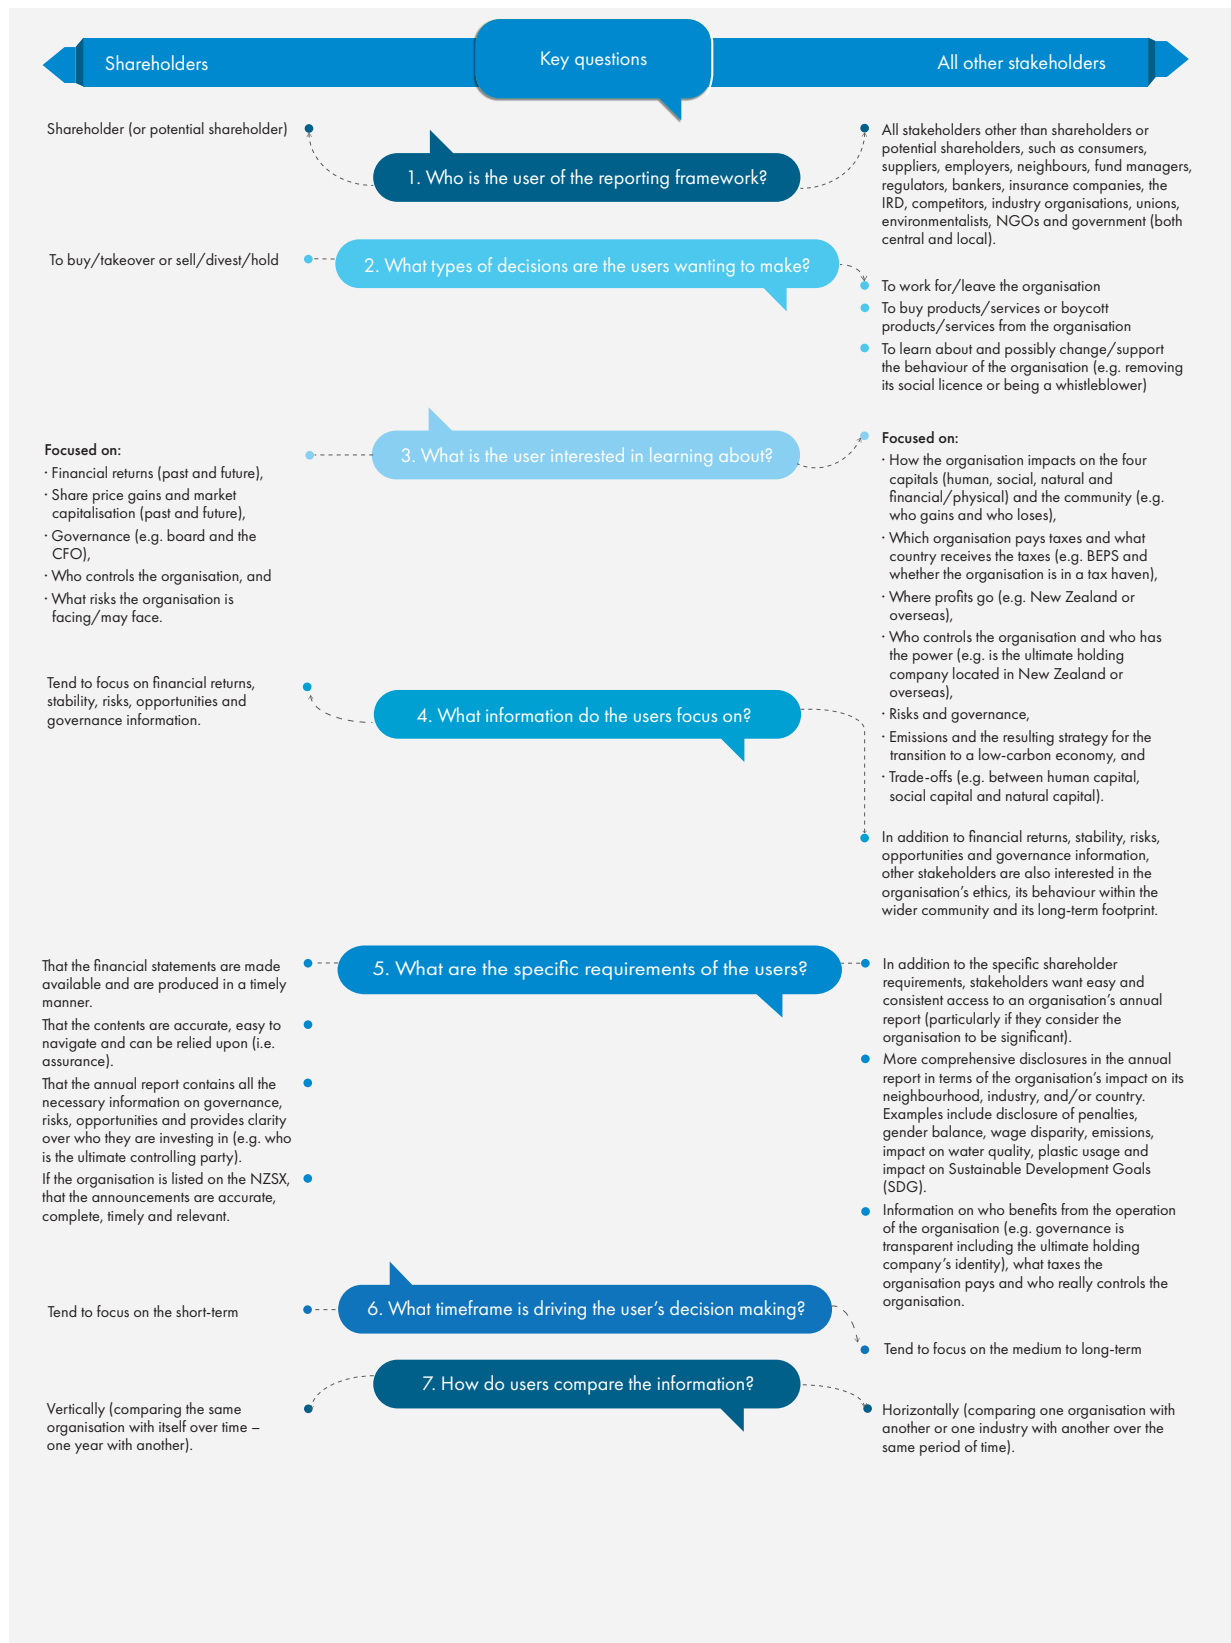 Shareholders
Key questions
All other stakeholders
1. Who is the user of the reporting framework?
Shareholder (or potential shareholder)
All stakeholders other than shareholders or
potential shareholders, such as consumers,
suppliers, employers, neighbours, fund managers,
regulators, bankers, insurance companies, the
IRD, competitors, industry organisations, unions,
environmentalists, NGOs and government (both
central and local).
2. What types of decisions are the users wanting to make?
To buy/takeover or sell/divest/hold
To work for/leave the organisation
To buy products/services or boycott
products/services from the organisation
To learn about and possibly change/support
the behaviour of the organisation (e.g. removing
its social licence or being a whistleblower)
3. What is the user interested in learning about?
Focused on:
· Financial returns (past and future),
· Share price gains and market
capitalisation (past and future),
· Governance (e.g. board and the
CFO),
· Who controls the organisation, and
· What risks the organisation is
facing/may face.
Focused on:
· How the organisation impacts on the four
capitals (human, social, natural and
financial/physical) and the community (e.g.
who gains and who loses),
· Which organisation pays taxes and what
country receives the taxes (e.g. BEPS and
whether the organisation is in a tax haven),
· Where profits go (e.g. New Zealand or
overseas),
· Who controls the organisation and who has
the power (e.g. is the ultimate holding
company located in New Zealand or
overseas),
· Risks and governance,
· Emissions and the resulting strategy for the
transition to a low-carbon economy, and
· Trade-offs (e.g. between human capital,
social capital and natural capital).
4. What information do the users focus on?
Tend to focus on financial returns,
stability, risks, opportunities and
governance information.
In addition to financial returns, stability, risks,
opportunities and governance information,
other stakeholders are also interested in the
organisation's ethics, its behaviour within the
wider community and its long-term footprint.
5. What are the specific requirements of the users?
That the financial statements are made
available and are produced in a timely
manner.
That the contents are accurate, easy to
navigate and can be relied upon (i.e.
assurance).
That the annual report contains all the
necessary information on governance,
risks, opportunities and provides clarity
over who they are investing in (e.g. who
is the ultimate controlling party).
If the organisation is listed on the NZSX,
that the announcements are accurate,
complete, timely and relevant.
In addition to the specific shareholder
requirements, stakeholders want easy and
consistent access to an organisation's annual
report (particularly if they consider the
organisation to be significant).
More comprehensive disclosures in the annual
report in terms of the organisation's impact on its
neighbourhood, industry, and/or country.
Examples include disclosure of penalties,
gender balance, wage disparity, emissions,
impact on water quality, plastic usage and
impact on Sustainable Development Goals
(SDG).
Information on who benefits from the operation
of the organisation (e.g. governance is
transparent including the ultimate holding
company's identity), what taxes the
organisation pays and who really controls the
organisation.
6. What timeframe is driving the user's decision making?
Tend to focus on the short-term
Tend to focus on the medium to long-term
7. How do users compare the information?
Vertically (comparing the same
organisation with itself over time –
one year with another).
Horizontally (comparing one organisation with
another or one industry with another over the
same period of time).